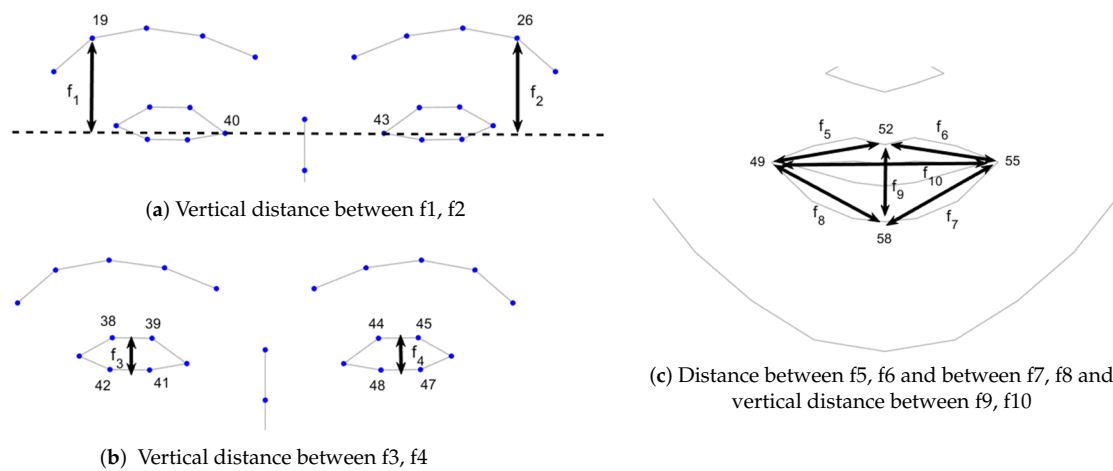 19
26
f1
f2
40
43
(a) Vertical distance between f1, f2
38
39
44
45
f3
f4
42
41
48
47
(b) Vertical distance between f3, f4
f5
52
f6
49
55
f10
f9
f8
f7
58
(c) Distance between f5, f6 and between f7, f8 and
vertical distance between f9, f10